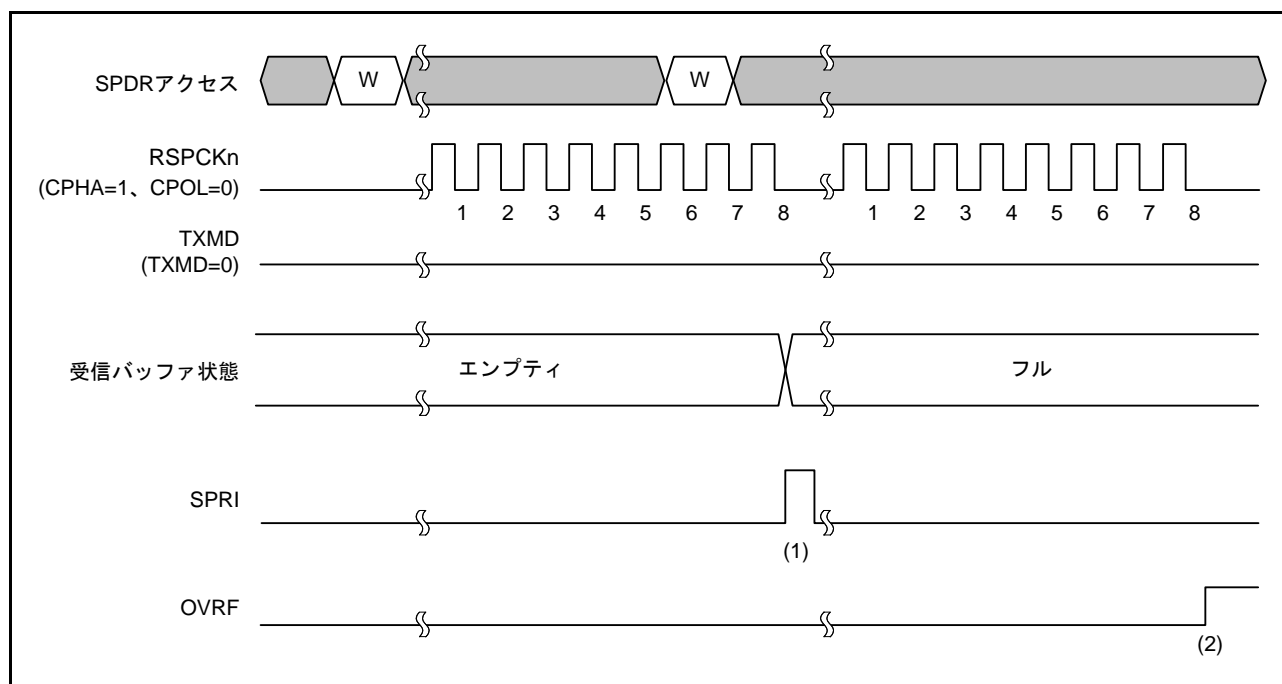 SPDRアクセス
W
W
RSPCKn
(CPHA=1、CPOL=0)
1 2 3 4 5 6 7 8
1 2 3 4 5 6 7 8
TXMD
(TXMD=0)
受信バッファ状態
エンプティ
フル
SPRI
(1)
OVRF
(2)